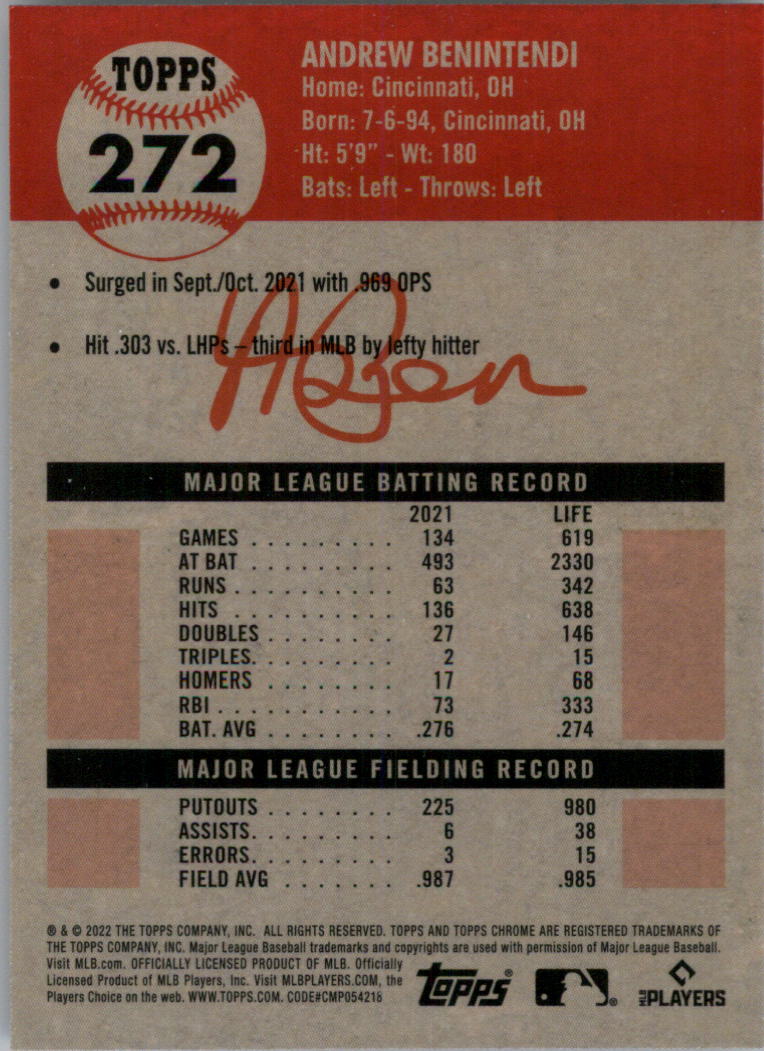 TOPPS
272
ANDREW BENINTENDI
Home: Cincinnati, OH
Born: 7-6-94, Cincinnati, OH
Ht: 5'9" - Wt: 180
Bats: Left - Throws: Left
• Surged in Sept./Oct. 2021 with .969 OPS
• Hit .303 vs. LHPs – third in MLB by lefty hitter
A Ben
MAJOR LEAGUE BATTING RECORD
2021 LIFE
GAMES . . . . . . . . . . 134 619
AT BAT . . . . . . . . . . 493 2330
RUNS . . . . . . . . . . . 63 342
HITS . . . . . . . . . . . 136 638
DOUBLES . . . . . . . . . 27 146
TRIPLES. . . . . . . . . . 2 15
HOMERS . . . . . . . . . 17 68
RBI . . . . . . . . . . . . 73 333
BAT. AVG . . . . . . . . . .276 .274
MAJOR LEAGUE FIELDING RECORD
PUTOUTS . . . . . . . . . 225 980
ASSISTS. . . . . . . . . . 6 38
ERRORS. . . . . . . . . . 3 15
FIELD AVG . . . . . . . .987 .985
® & © 2022 THE TOPPS COMPANY, INC. ALL RIGHTS RESERVED. TOPPS AND TOPPS CHROME ARE REGISTERED TRADEMARKS OF
THE TOPPS COMPANY, INC. Major League Baseball trademarks and copyrights are used with permission of Major League Baseball.
Visit MLB.com. OFFICIALLY LICENSED PRODUCT OF MLB. Officially
Licensed Product of MLB Players, Inc. Visit MLBPLAYERS.COM, the
Players Choice on the web. WWW.TOPPS.COM. CODE#CMP054218
topps® ® MLB PLAYERS